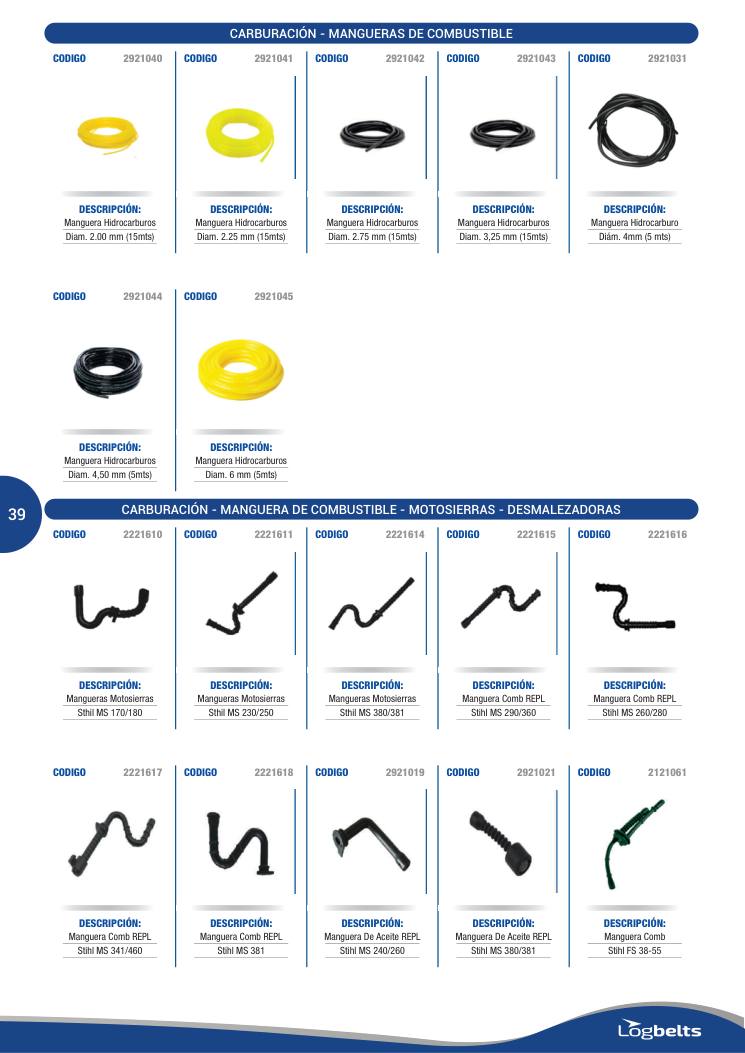 CARBURACIÓN - MANGUERAS DE COMBUSTIBLE
CODIGO 2921040
DESCRIPCIÓN:
Manguera Hidrocarburos
Diam. 2.00 mm (15mts)
CODIGO 2921041
DESCRIPCIÓN:
Manguera Hidrocarburos
Diam. 2.25 mm (15mts)
CODIGO 2921042
DESCRIPCIÓN:
Manguera Hidrocarburos
Diam. 2.75 mm (15mts)
CODIGO 2921043
DESCRIPCIÓN:
Manguera Hidrocarburos
Diam. 3,25 mm (15mts)
CODIGO 2921031
DESCRIPCIÓN:
Manguera Hidrocarburo
Diám. 4mm (5 mts)
CODIGO 2921044
DESCRIPCIÓN:
Manguera Hidrocarburos
Diam. 4,50 mm (5mts)
CODIGO 2921045
DESCRIPCIÓN:
Manguera Hidrocarburos
Diam. 6 mm (5mts)
39
CARBURACIÓN - MANGUERA DE COMBUSTIBLE - MOTOSIERRAS - DESMALEZADORAS
CODIGO 2221610
DESCRIPCIÓN:
Mangueras Motosierras
Sthil MS 170/180
CODIGO 2221611
DESCRIPCIÓN:
Mangueras Motosierras
Sthil MS 230/250
CODIGO 2221614
DESCRIPCIÓN:
Mangueras Motosierras
Sthil MS 380/381
CODIGO 2221615
DESCRIPCIÓN:
Manguera Comb REPL
Stihl MS 290/360
CODIGO 2221616
DESCRIPCIÓN:
Manguera Comb REPL
Stihl MS 260/280
CODIGO 2221617
DESCRIPCIÓN:
Manguera Comb REPL
Stihl MS 341/460
CODIGO 2221618
DESCRIPCIÓN:
Manguera Comb REPL
Stihl MS 381
CODIGO 2921019
DESCRIPCIÓN:
Manguera De Aceite REPL
Stihl MS 240/260
CODIGO 2921021
DESCRIPCIÓN:
Manguera De Aceite REPL
Stihl MS 380/381
CODIGO 2121061
DESCRIPCIÓN:
Manguera Comb
Stihl FS 38-55
Logbelts